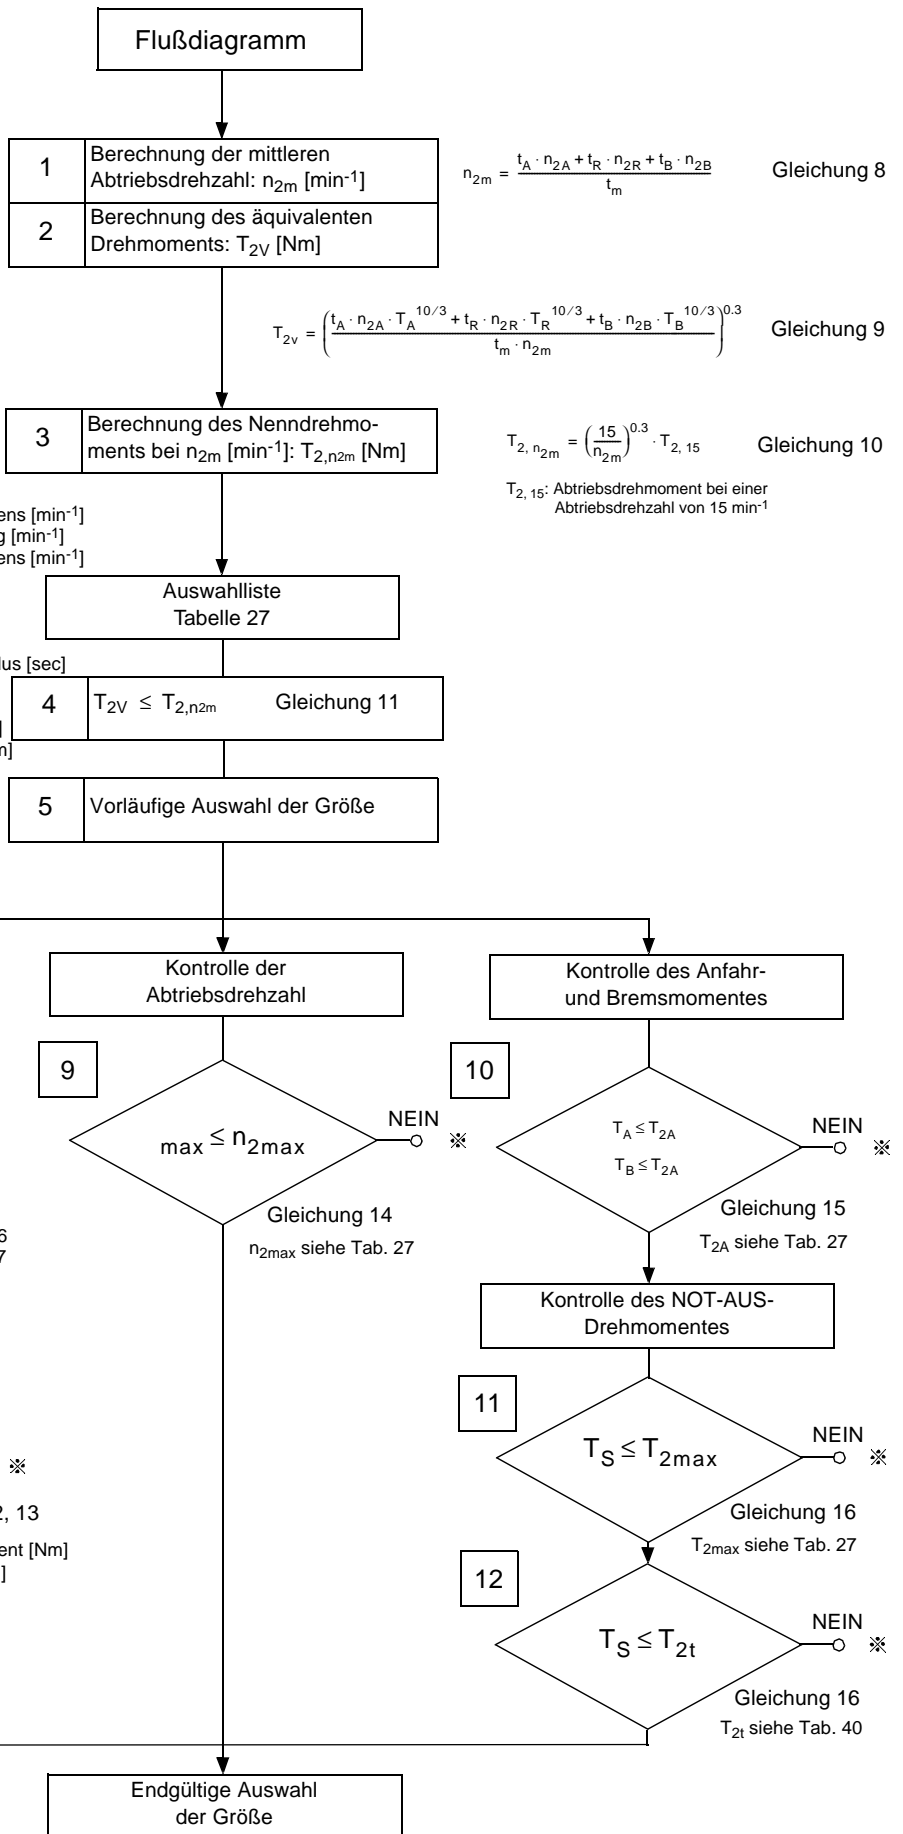 Flußdiagramm
1
Berechnung der mittleren
Abtriebsdrehzahl: n2m [min-1]
n2m = (tA · n2A + tR · n2R + tB · n2B) / tm
Gleichung 8
2
Berechnung des äquivalenten
Drehmoments: T2V [Nm]
T2v = ((tA · n2A · TA^10/3 + tR · n2R · TR^10/3 + tB · n2B · TB^10/3) / (tm · n2m))^0.3
Gleichung 9
3
Berechnung des Nenndrehmo-
ments bei n2m [min-1]: T2,n2m [Nm]
T2, n2m = (15 / n2m)^0.3 · T2, 15
Gleichung 10
T2, 15: Abtriebsdrehmoment bei einer
Abtriebsdrehzahl von 15 min-1
ens [min-1]
g [min-1]
ens [min-1]
Auswahlliste
Tabelle 27
lus [sec]
4
T2V ≤ T2,n2m
Gleichung 11
]
m]
5
Vorläufige Auswahl der Größe
Kontrolle der
Abtriebsdrehzahl
Kontrolle des Anfahr-
und Bremsmomentes
9
max ≤ n2max
NEIN
※
Gleichung 14
n2max siehe Tab. 27
10
TA ≤ T2A
TB ≤ T2A
NEIN
※
Gleichung 15
T2A siehe Tab. 27
6
7
Kontrolle des NOT-AUS-
Drehmomentes
11
TS ≤ T2max
NEIN
※
Gleichung 16
T2max siehe Tab. 27
※
2, 13
ent [Nm]
]
12
TS ≤ T2t
NEIN
※
Gleichung 16
T2t siehe Tab. 40
Endgültige Auswahl
der Größe